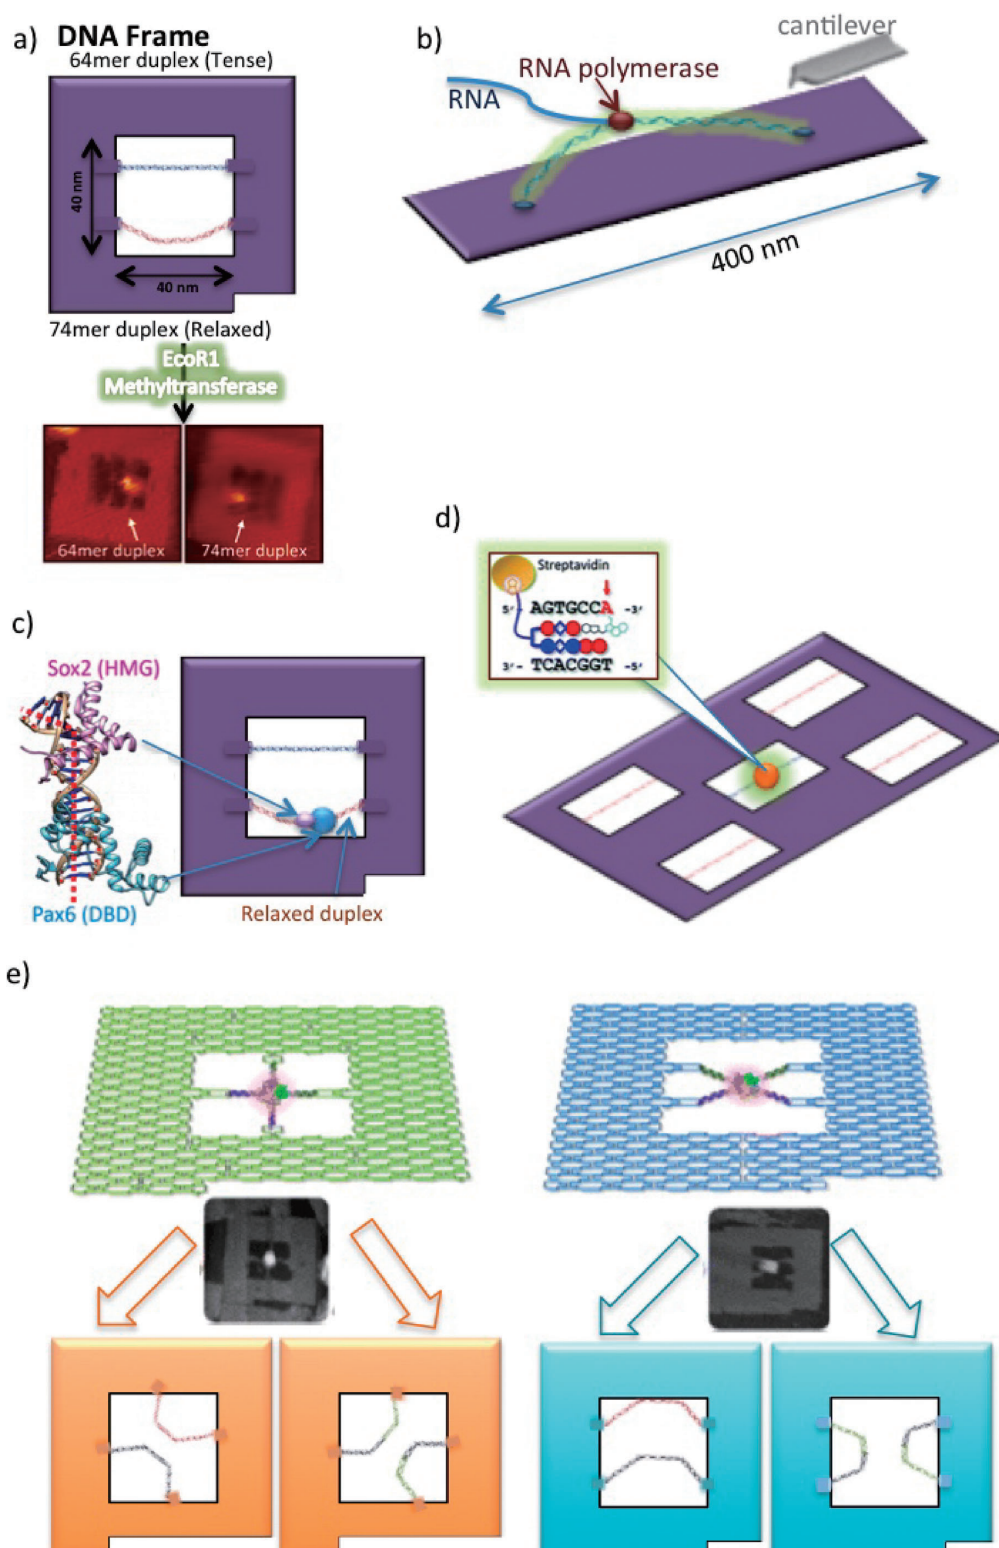 a)
DNA Frame
64mer duplex (Tense)
40 nm
40 nm
74mer duplex (Relaxed)
EcoR1
Methyltransferase
64mer duplex
74mer duplex
b)
cantilever
RNA polymerase
RNA
400 nm
c)
Sox2 (HMG)
Pax6 (DBD)
Relaxed duplex
d)
Streptavidin
5'- AGTGCCA -3'
3'- TCACGGT -5'
e)